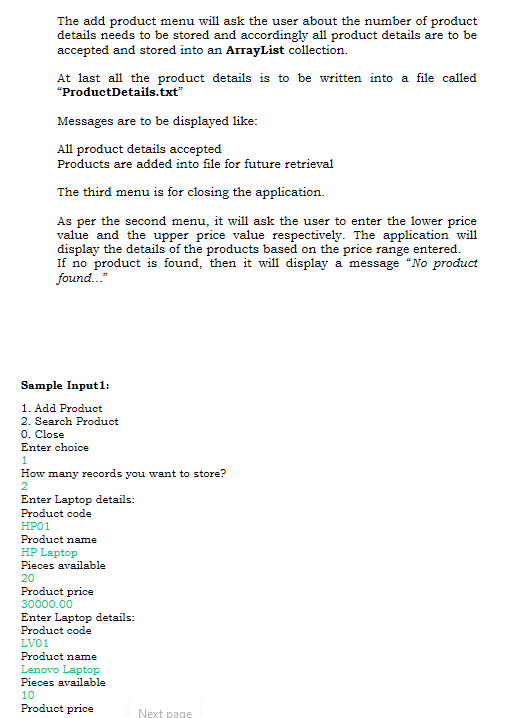 The add product menu will ask the user about the number of product
details needs to be stored and accordingly all product details are to be
accepted and stored into an ArrayList collection.
At last all the product details is to be written into a file called
“ProductDetails.txt”
Messages are to be displayed like:
All product details accepted
Products are added into file for future retrieval
The third menu is for closing the application.
As per the second menu, it will ask the user to enter the lower price
value and the upper price value respectively. The application will
display the details of the products based on the price range entered.
If no product is found, then it will display a message “No product
found...”
Sample Input1:
1. Add Product
2. Search Product
0. Close
Enter choice
1
How many records you want to store?
2
Enter Laptop details:
Product code
HP01
Product name
HP Laptop
Pieces available
20
Product price
30000.00
Enter Laptop details:
Product code
LV01
Product name
Lenovo Laptop
Pieces available
10
Product price
Next page